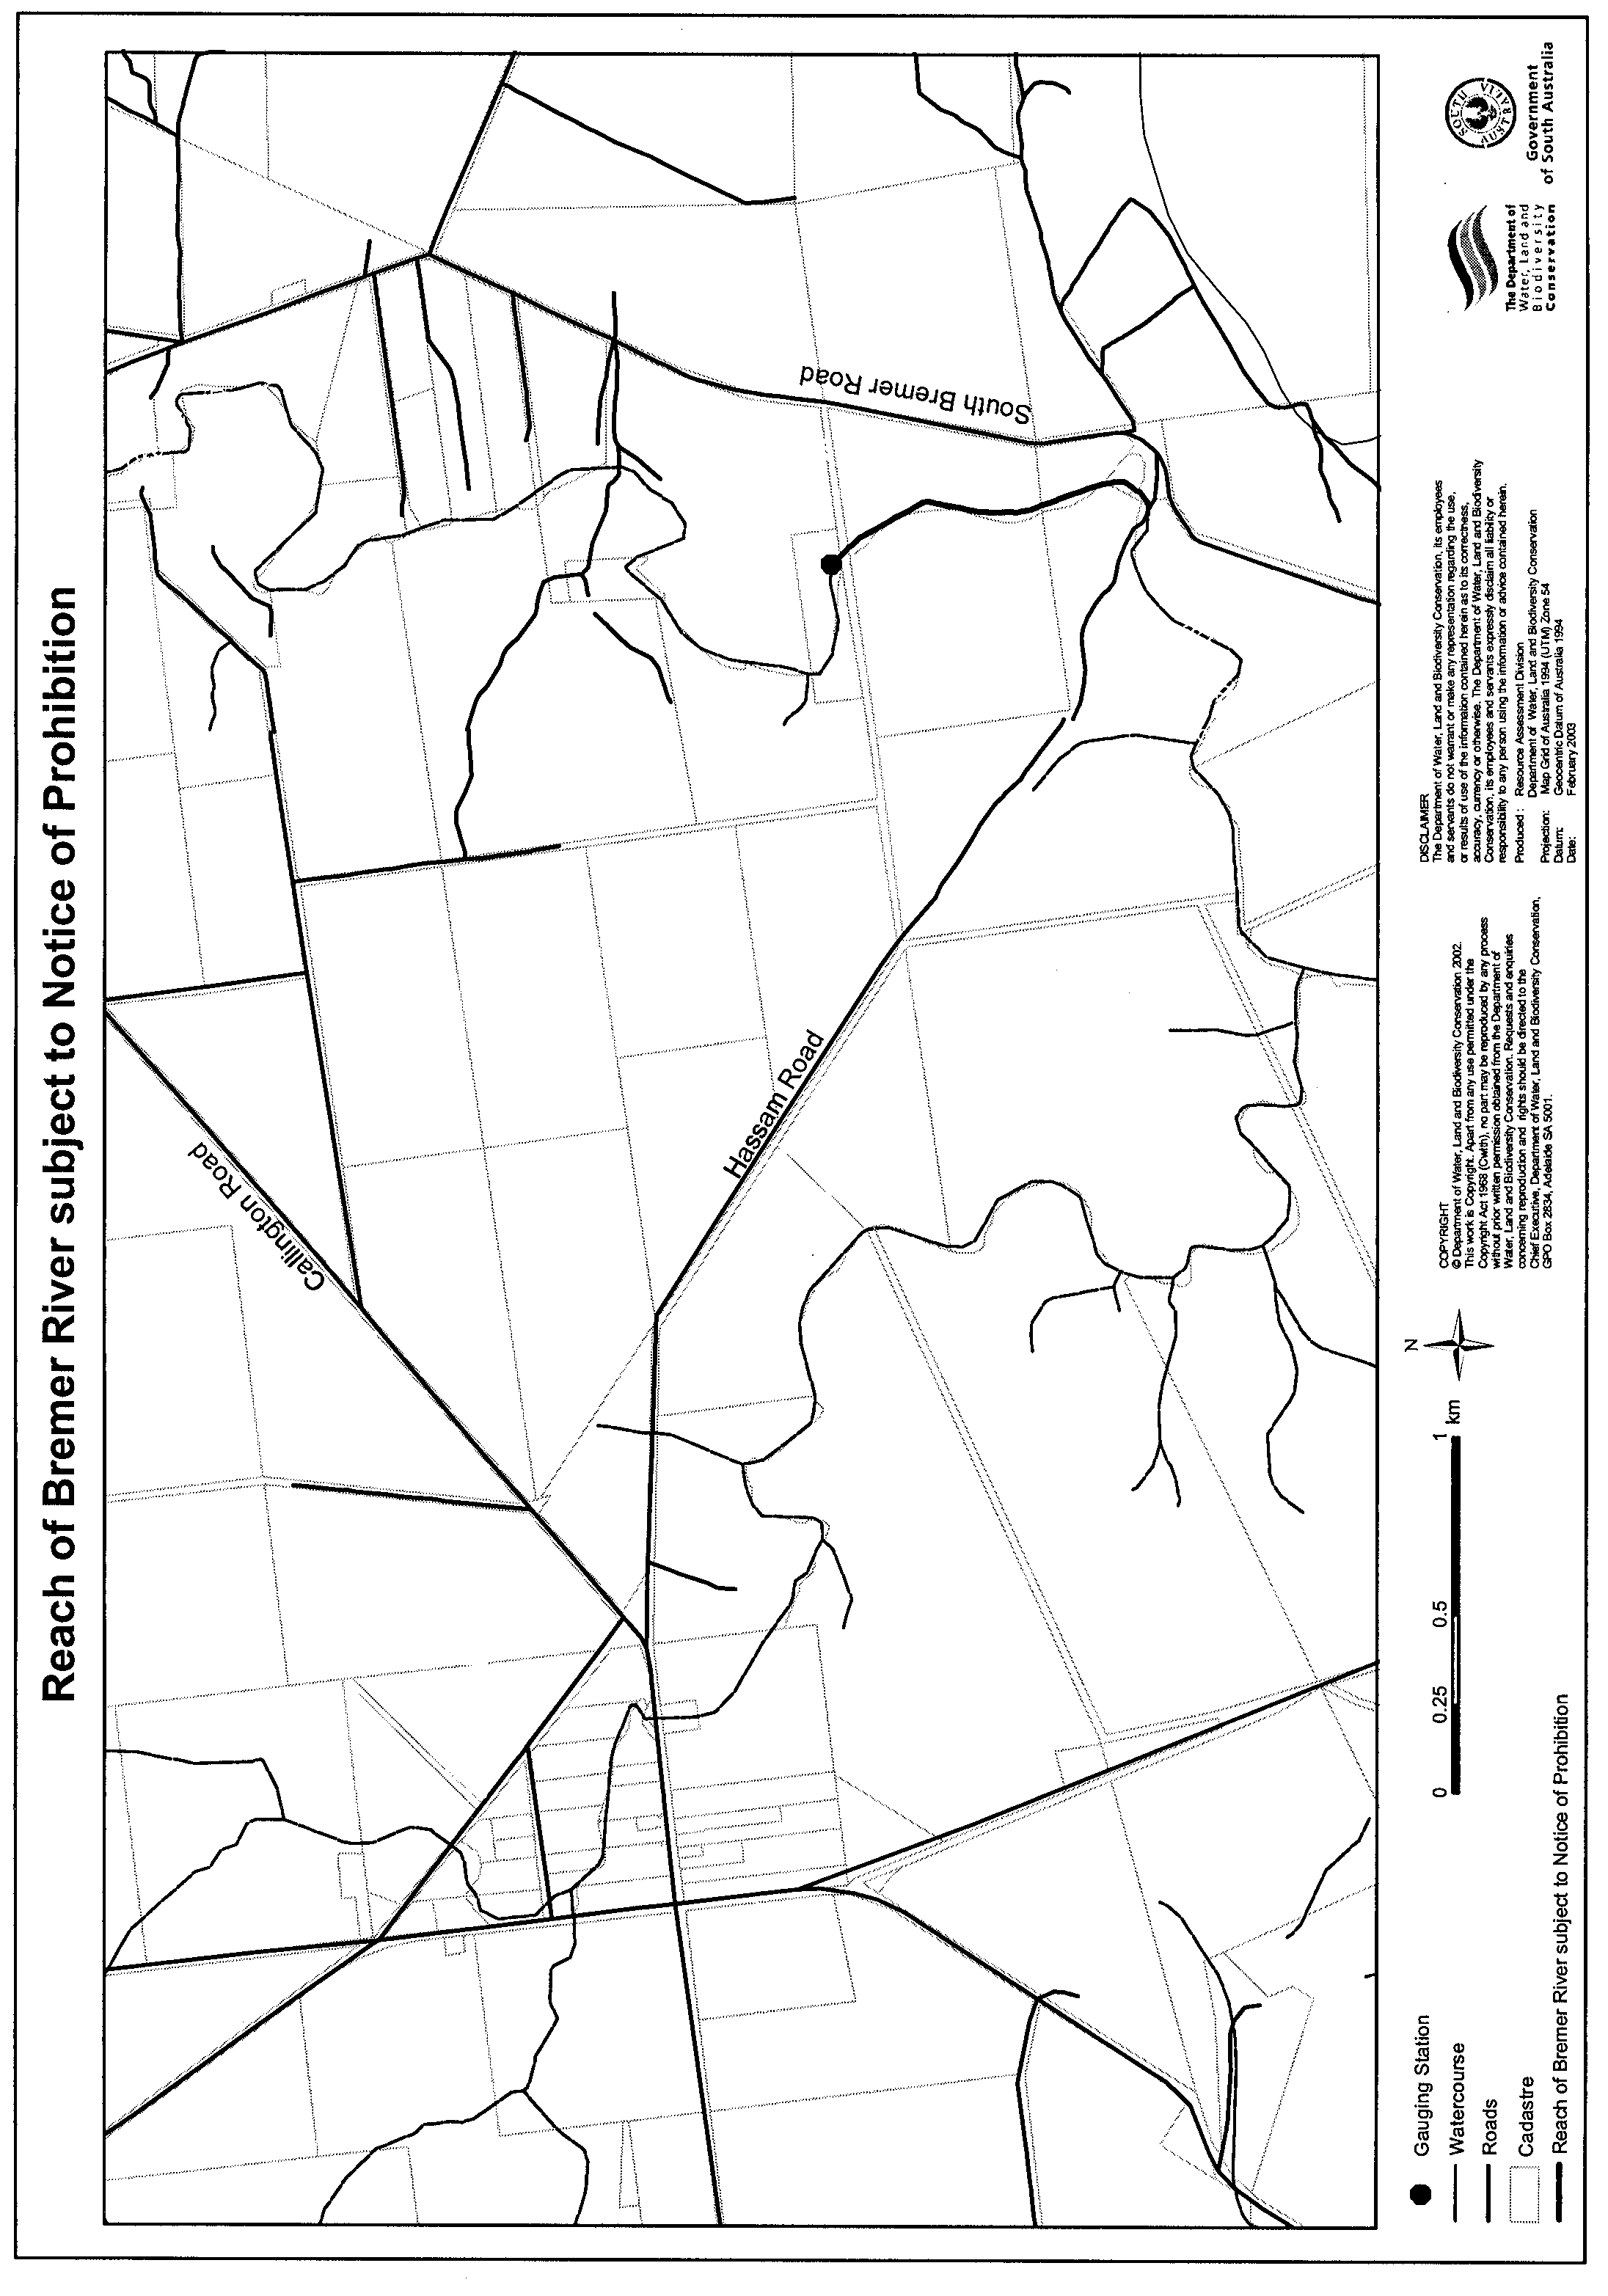 Reach of Bremer River subject to Notice of Prohibition
Callington Road
Hassam Road
South Bremer Road
Gauging Station
Watercourse
Roads
Cadastre
Reach of Bremer River subject to Notice of Prohibition
0 0.25 0.5 1
km
N
COPYRIGHT
© Department of Water, Land and Biodiversity Conservation 2002.
This work is Copyright. Apart from any use permitted under the
Copyright Act 1968 (Cwlth), no part may be reproduced by any process
without prior written permission obtained from the Department of
Water, Land and Biodiversity Conservation. Requests and enquiries
concerning reproduction and rights should be directed to the
Chief Executive, Department of Water, Land and Biodiversity Conservation,
GPO Box 2834, Adelaide SA 5001.
DISCLAIMER
The Department of Water, Land and Biodiversity Conservation, its employees
and servants do not warrant or make any representation regarding the use,
or results of use of the information contained herein as to its correctness,
accuracy, currency or otherwise. The Department of Water, Land and Biodiversity
Conservation, its employees and servants expressly disclaim all liability or
responsibility to any person using the information or advice contained herein.
Produced : Resource Assessment Division
Department of Water, Land and Biodiversity Conservation
Projection: Map Grid of Australia 1994 (UTM) Zone 54
Datum: Geocentric Datum of Australia 1994
Date: February 2003
The Department of
Water, Land and
Biodiversity
Conservation
SOUTH AUSTRALIA
Government
of South Australia